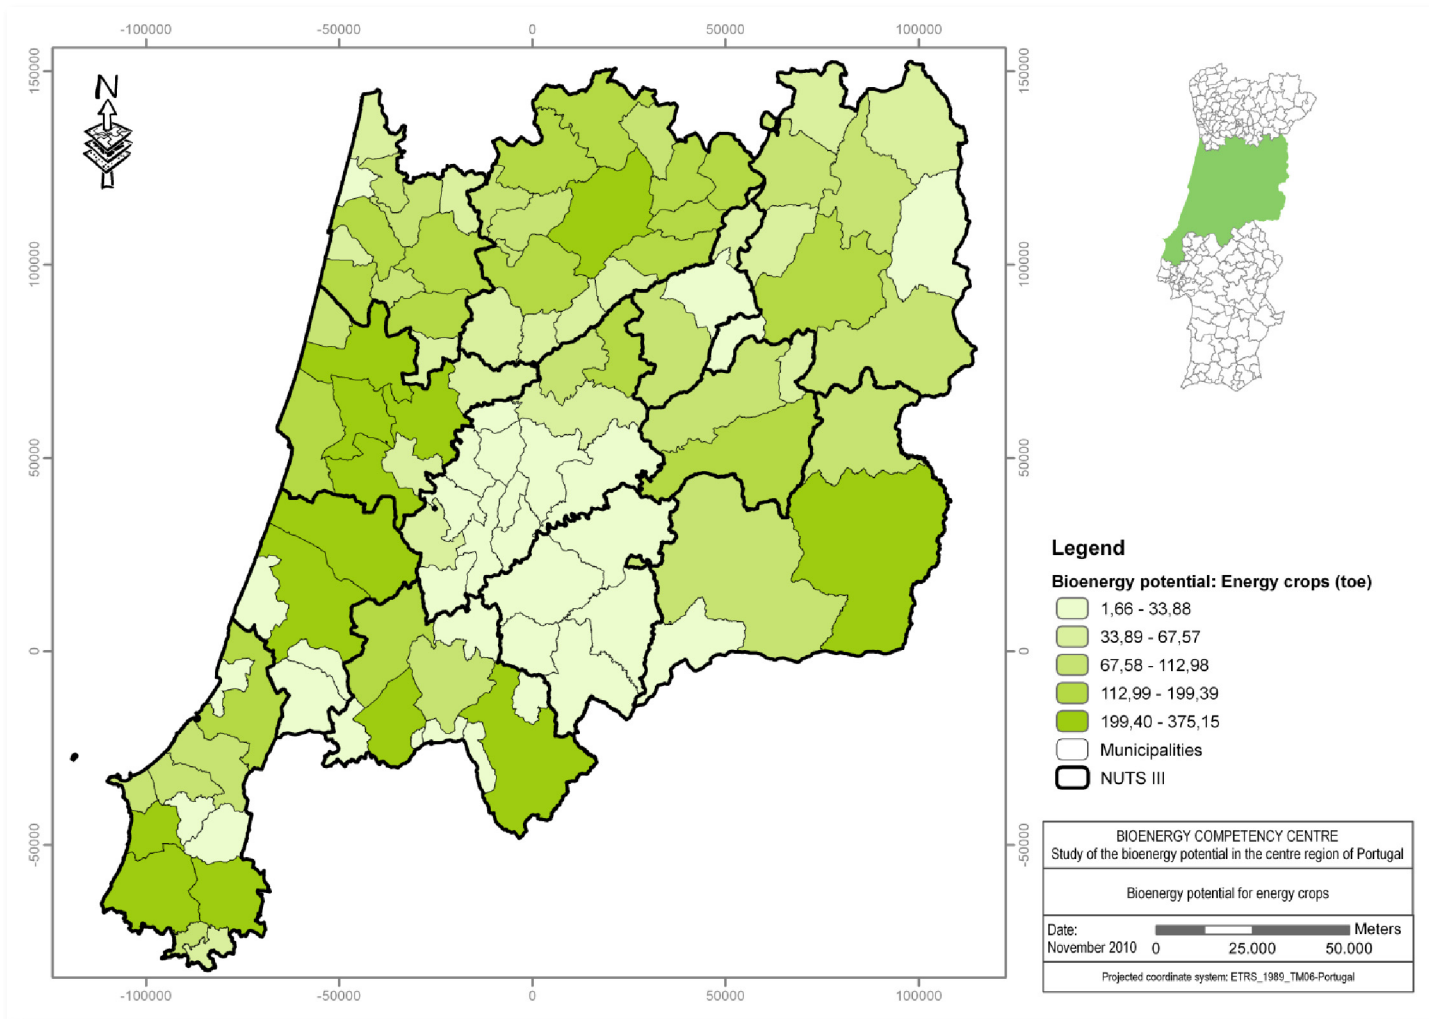 -100000 -50000 0 50000 100000
150000 100000 50000 0 -50000
N
150000 100000 50000 0 -50000
-100000 -50000 0 50000 100000
Legend
Bioenergy potential: Energy crops (toe)
1,66 - 33,88
33,89 - 67,57
67,58 - 112,98
112,99 - 199,39
199,40 - 375,15
Municipalities
NUTS III
BIOENERGY COMPETENCY CENTRE
Study of the bioenergy potential in the centre region of Portugal
Bioenergy potential for energy crops
Date:
November 2010
Meters
0 25.000 50.000
Projected coordinate system: ETRS_1989_TM06-Portugal